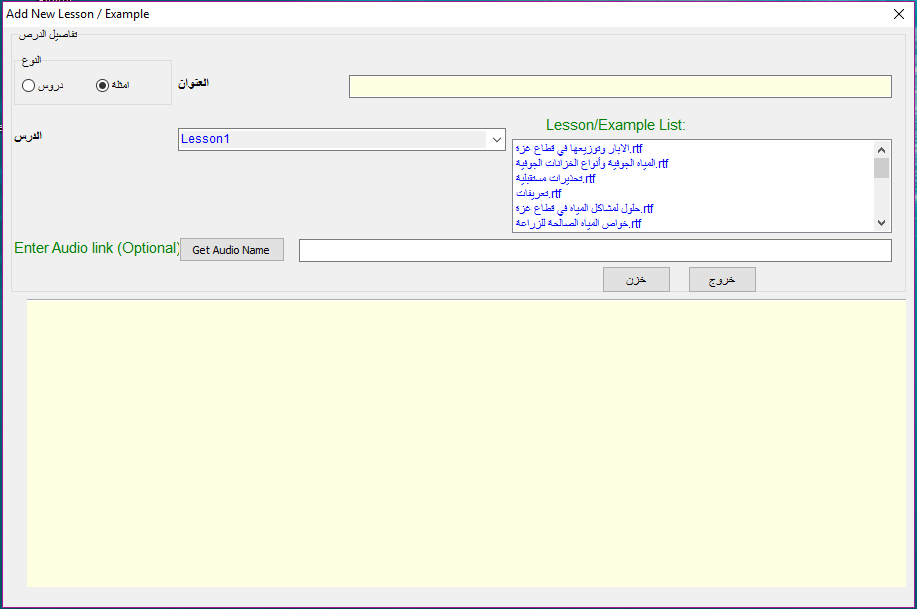 Add New Lesson / Example
تفاصيل الدرص
النوع
دروس
امثلة
العنوان
الدرس
Lesson1
Lesson/Example List:
الابار وتوزيعها في قطاع غزة.rtf
المياه الجوفية وأنواع الخزانات الجوفية.rtf
تحذيرات مستقبلية.rtf
تعريفات.rtf
حلول لمشاكل المياه في قطاع غزة.rtf
خواص المياه الصالحة للزراعة.rtf
Enter Audio link (Optional)
Get Audio Name
خزن
خروج